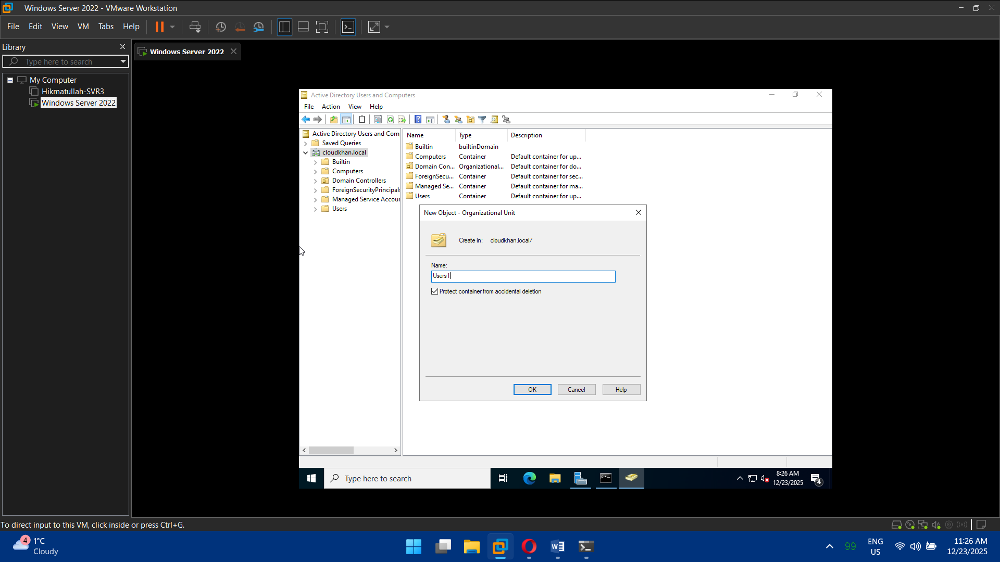 Windows Server 2022 - VMware Workstation
File Edit View VM Tabs Help
Library
Type here to search
My Computer
Hikmatullah-SVR3
Windows Server 2022
Windows Server 2022
Active Directory Users and Computers
File Action View Help
Active Directory Users and Com
Saved Queries
cloudkhan.local
Builtin
Computers
Domain Controllers
ForeignSecurityPrincipals
Managed Service Accour
Users
Name Type Description
Builtin builtinDomain
Computers Container Default container for up...
Domain Con... Organizational... Default container for do...
ForeignSecu... Container Default container for sec...
Managed Se... Container Default container for ma...
Users Container Default container for up...
New Object - Organizational Unit
Create in: cloudkhan.local/
Name:
Users1
Protect container from accidental deletion
OK Cancel Help
Type here to search
8:26 AM
12/23/2025
4
To direct input to this VM, click inside or press Ctrl+G.
4
1°C
Cloudy
99
ENG
US
11:26 AM
12/23/2025